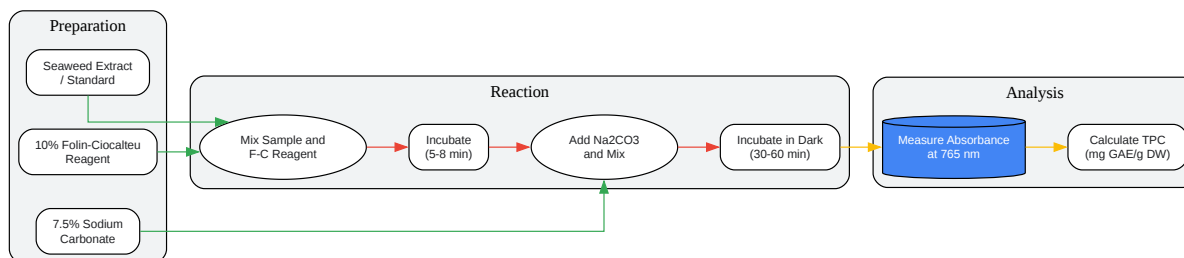 Preparation
Seaweed Extract
/ Standard
10% Folin-Ciocalteu
Reagent
7.5% Sodium
Carbonate
Reaction
Mix Sample and
F-C Reagent
Incubate
(5-8 min)
Add Na2CO3
and Mix
Incubate in Dark
(30-60 min)
Analysis
Measure Absorbance
at 765 nm
Calculate TPC
(mg GAE/g DW)